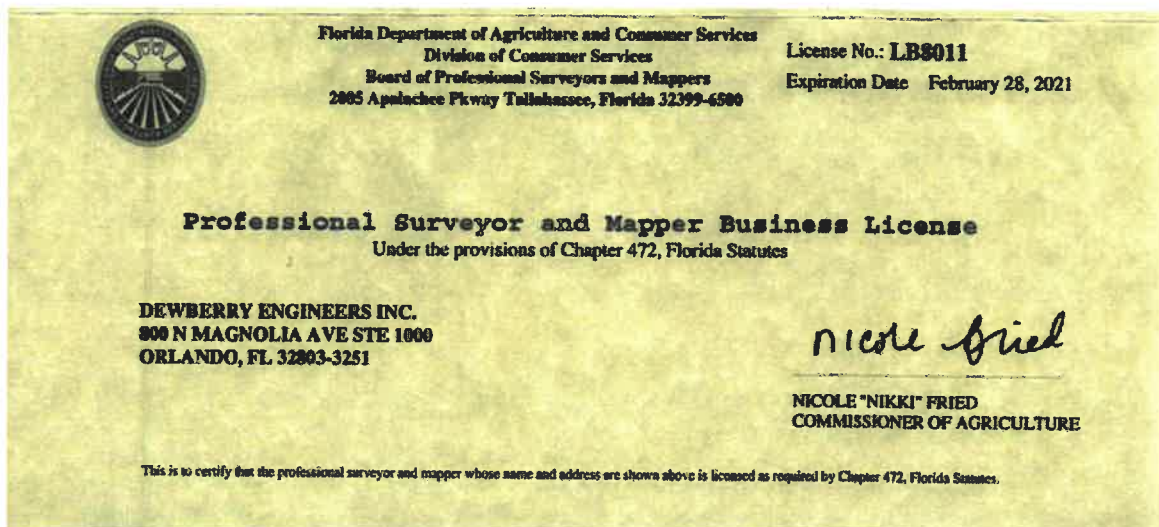 Florida Department of Agriculture and Consumer Services
Division of Consumer Services
Board of Professional Surveyors and Mappers
2005 Apalachee Pkway Tallahassee, Florida 32399-6500
License No.: LB8011
Expiration Date February 28, 2021
Professional Surveyor and Mapper Business License
Under the provisions of Chapter 472, Florida Statutes
DEWBERRY ENGINEERS INC.
800 N MAGNOLIA AVE STE 1000
ORLANDO, FL 32803-3251
nicole fried
NICOLE "NIKKI" FRIED
COMMISSIONER OF AGRICULTURE
This is to certify that the professional surveyor and mapper whose name and address are shown above is licensed as required by Chapter 472, Florida Statutes.